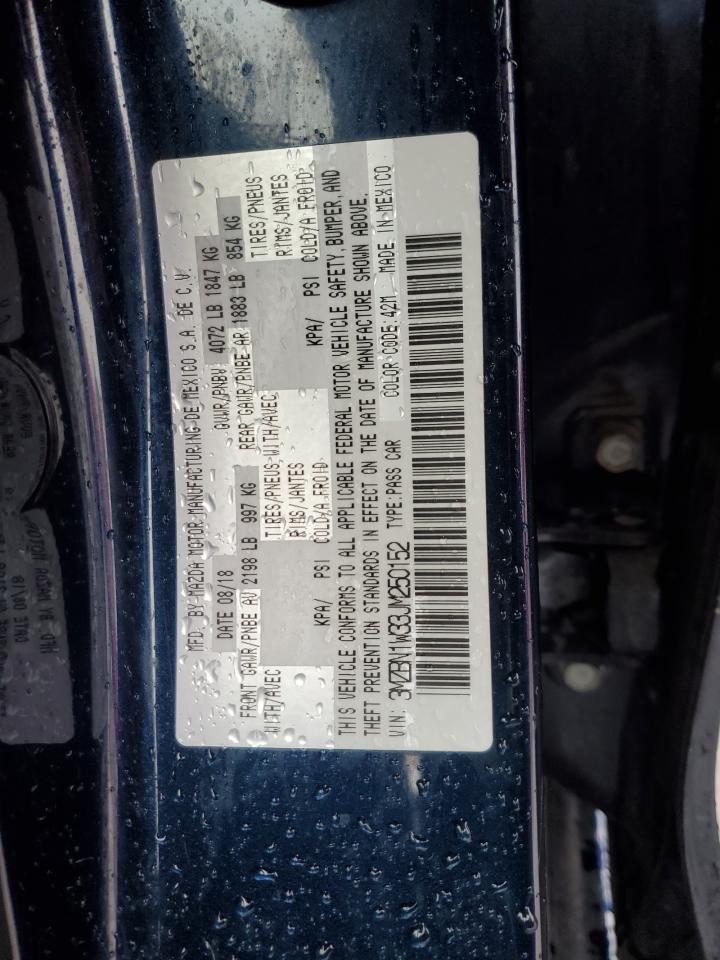 MFD. BY MAZDA MOTOR MANUFACTURING DE MEXICO S.A. DE C.V.
DATE 08/18 GVWR/PNBV 4072 LB 1847 KG
FRONT GAWR/PNBE AV 2198 LB 997 KG REAR GAWR/PNBE AR 1883 LB 854 KG
WITH/AVEC TIRES/PNEUS WITH/AVEC TIRES/PNEUS
RIMS/JANTES RIMS/JANTES
KPA/ PSI COLD/A FROID KPA/ PSI COLD/A FROID
THIS VEHICLE CONFORMS TO ALL APPLICABLE FEDERAL MOTOR VEHICLE SAFETY, BUMPER, AND
THEFT PREVENTION STANDARDS IN EFFECT ON THE DATE OF MANUFACTURE SHOWN ABOVE.
VIN: 3MZBN1W33JM250152 TYPE:PASS CAR COLOR CODE:42M MADE IN MEXICO